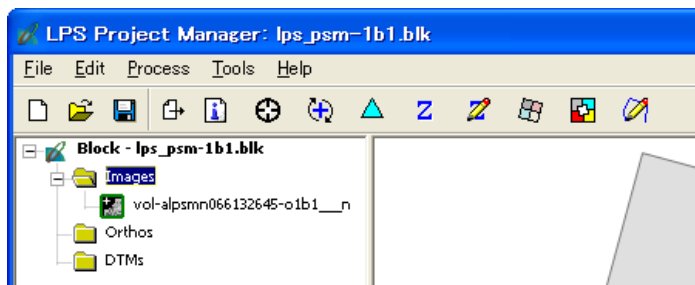 LPS Project Manager: lps_psm-1b1.blk
File Edit Process Tools Help
Z Z
Block - lps_psm-1b1.blk
Images
vol-alpsmn066132645-o1b1___n
Orthos
DTMs